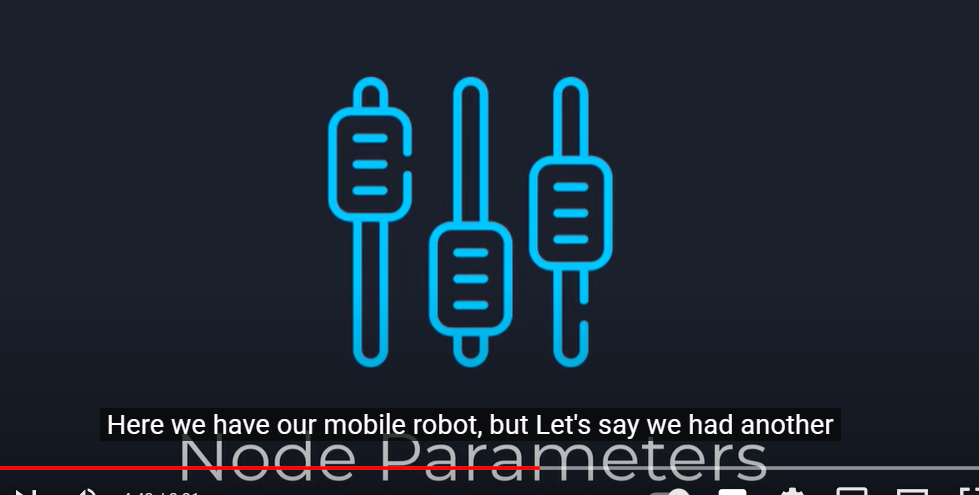 Here we have our mobile robot, but Let's say we had another
Node Parameters